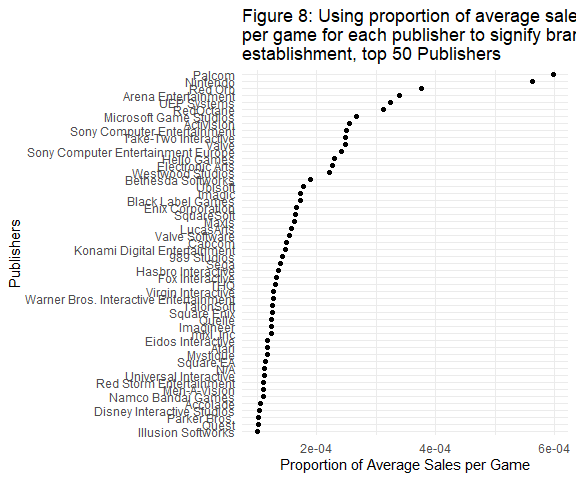 Figure 8: Using proportion of average sale
per game for each publisher to signify bran
establishment, top 50 Publishers
Publishers
Palcom
Nintendo
Red Orb
Arena Entertainment
UEP Systems
RedOctane
Microsoft Game Studios
Activision
Sony Computer Entertainment
Take-Two Interactive
Valve
Sony Computer Entertainment Europe
Hello Games
Electronic Arts
Westwood Studios
Bethesda Softworks
Ubisoft
Imagic
Black Label Games
Enix Corporation
SquareSoft
Maxis
LucasArts
Valve Software
Capcom
Konami Digital Entertainment
989 Studios
Sega
Hasbro Interactive
Fox Interactive
THQ
Virgin Interactive
Warner Bros. Interactive Entertainment
TalonSoft
Square Enix
Quelle
Imagineer
mixi, Inc
Eidos Interactive
Atari
Mystique
Square EA
N/A
Universal Interactive
Red Storm Entertainment
Men-A-Vision
Namco Bandai Games
Accolade
Disney Interactive Studios
Parker Bros.
Quest
Illusion Softworks
2e-04 4e-04 6e-04
Proportion of Average Sales per Game